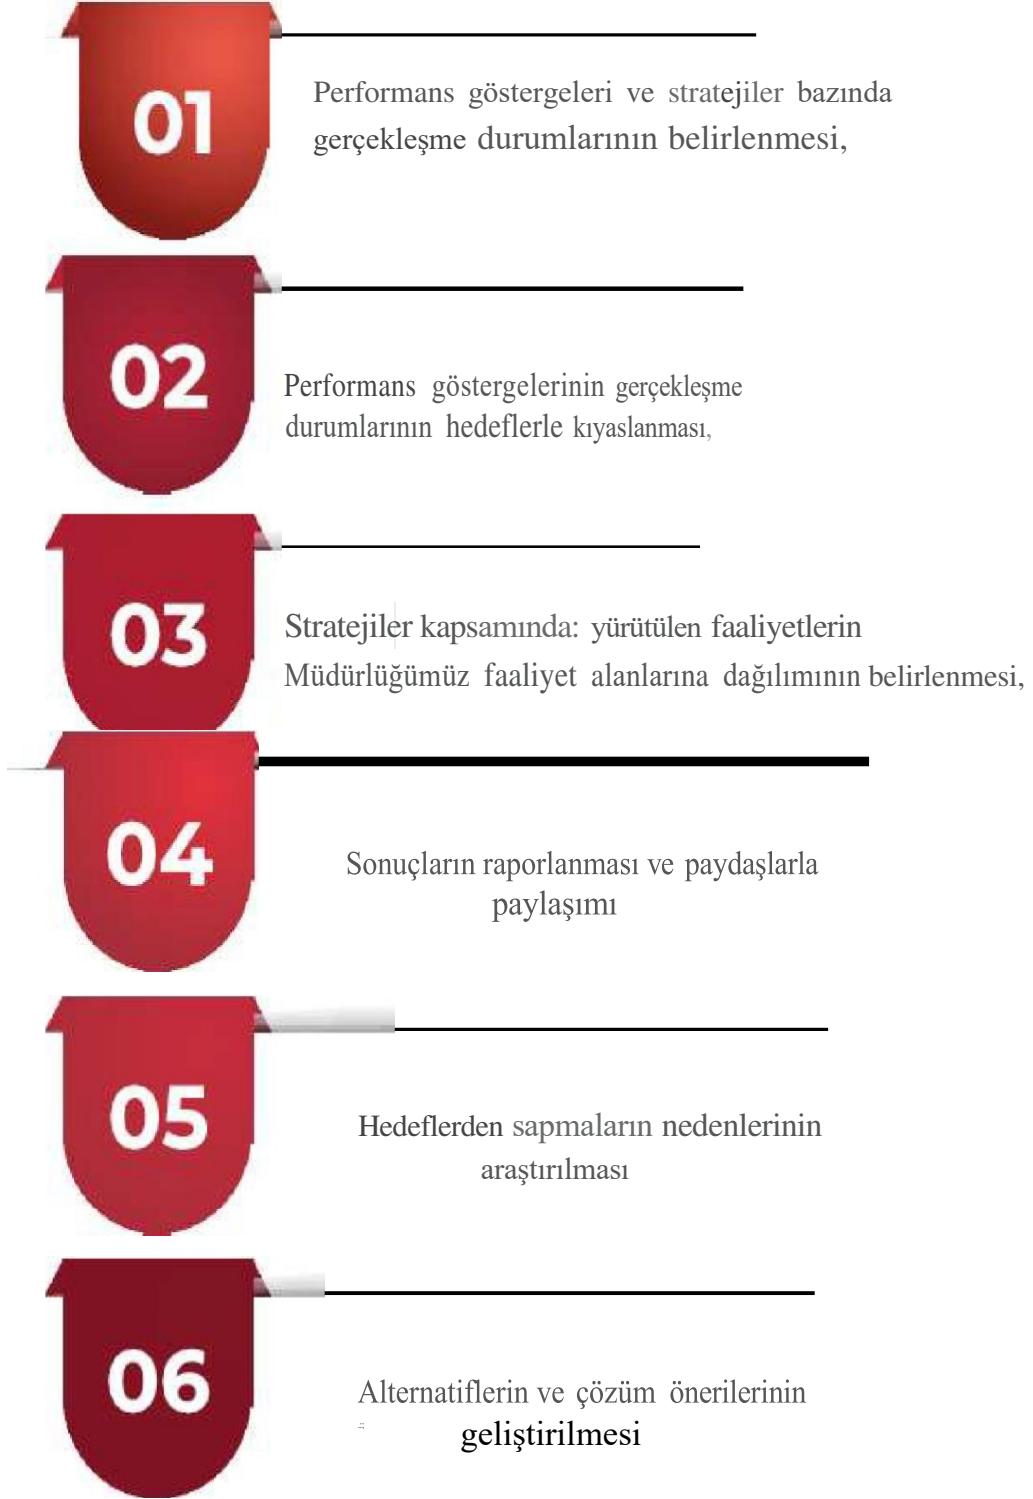 01
Performans göstergeleri ve stratejiler bazında
gerçekleşme durumlarının belirlenmesi,
02
Performans göstergelerinin gerçekleşme
durumlarının hedeflerle kıyaslanması,
03
Stratejiler kapsamında: yürütülen faaliyetlerin
Müdürlüğümüz faaliyet alanlarına dağılımının belirlenmesi,
04
Sonuçların raporlanması ve paydaşlarla
paylaşımı
05
Hedeflerden sapmaların nedenlerinin
araştırılması
06
Alternatiflerin ve çözüm önerilerinin
geliştirilmesi